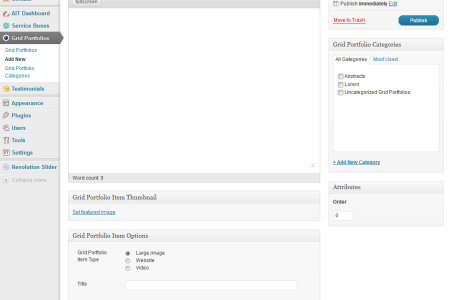 AIT Dashboard
Service Boxes
Grid Portfolios
Grid Portfolios
Add New
Grid Portfolio
Categories
Testimonials
Appearance
Plugins
Users
Tools
Settings
Revolution Slider
Collapse menu
fullscreen
Word count: 0
Grid Portfolio Item Thumbnail
Set featured image
Grid Portfolio Item Options
Grid Portfolio
Item Type
Large image
Website
Video
Title
Publish immediately Edit
Move to Trash
Publish
Grid Portfolio Categories
All Categories
Most Used
Abstracts
Lorem
Uncategorized Grid Portfolios
+ Add New Category
Attributes
Order
0